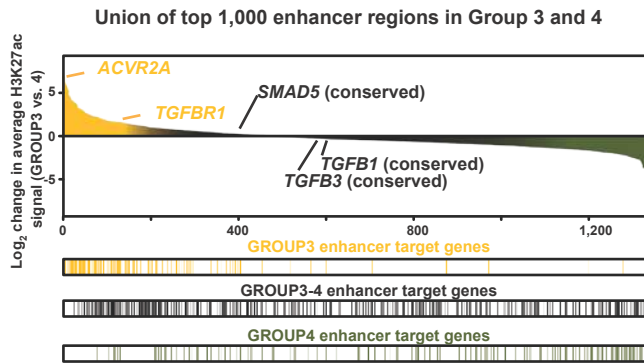 Union of top 1,000 enhancer regions in Group 3 and 4
Log2 change in average H3K27ac
signal (GROUP3 vs. 4)
5
0
-5
ACVR2A
TGFBR1
SMAD5 (conserved)
TGFB1 (conserved)
TGFB3 (conserved)
0 400 800 1,200
GROUP3 enhancer target genes
GROUP3-4 enhancer target genes
GROUP4 enhancer target genes